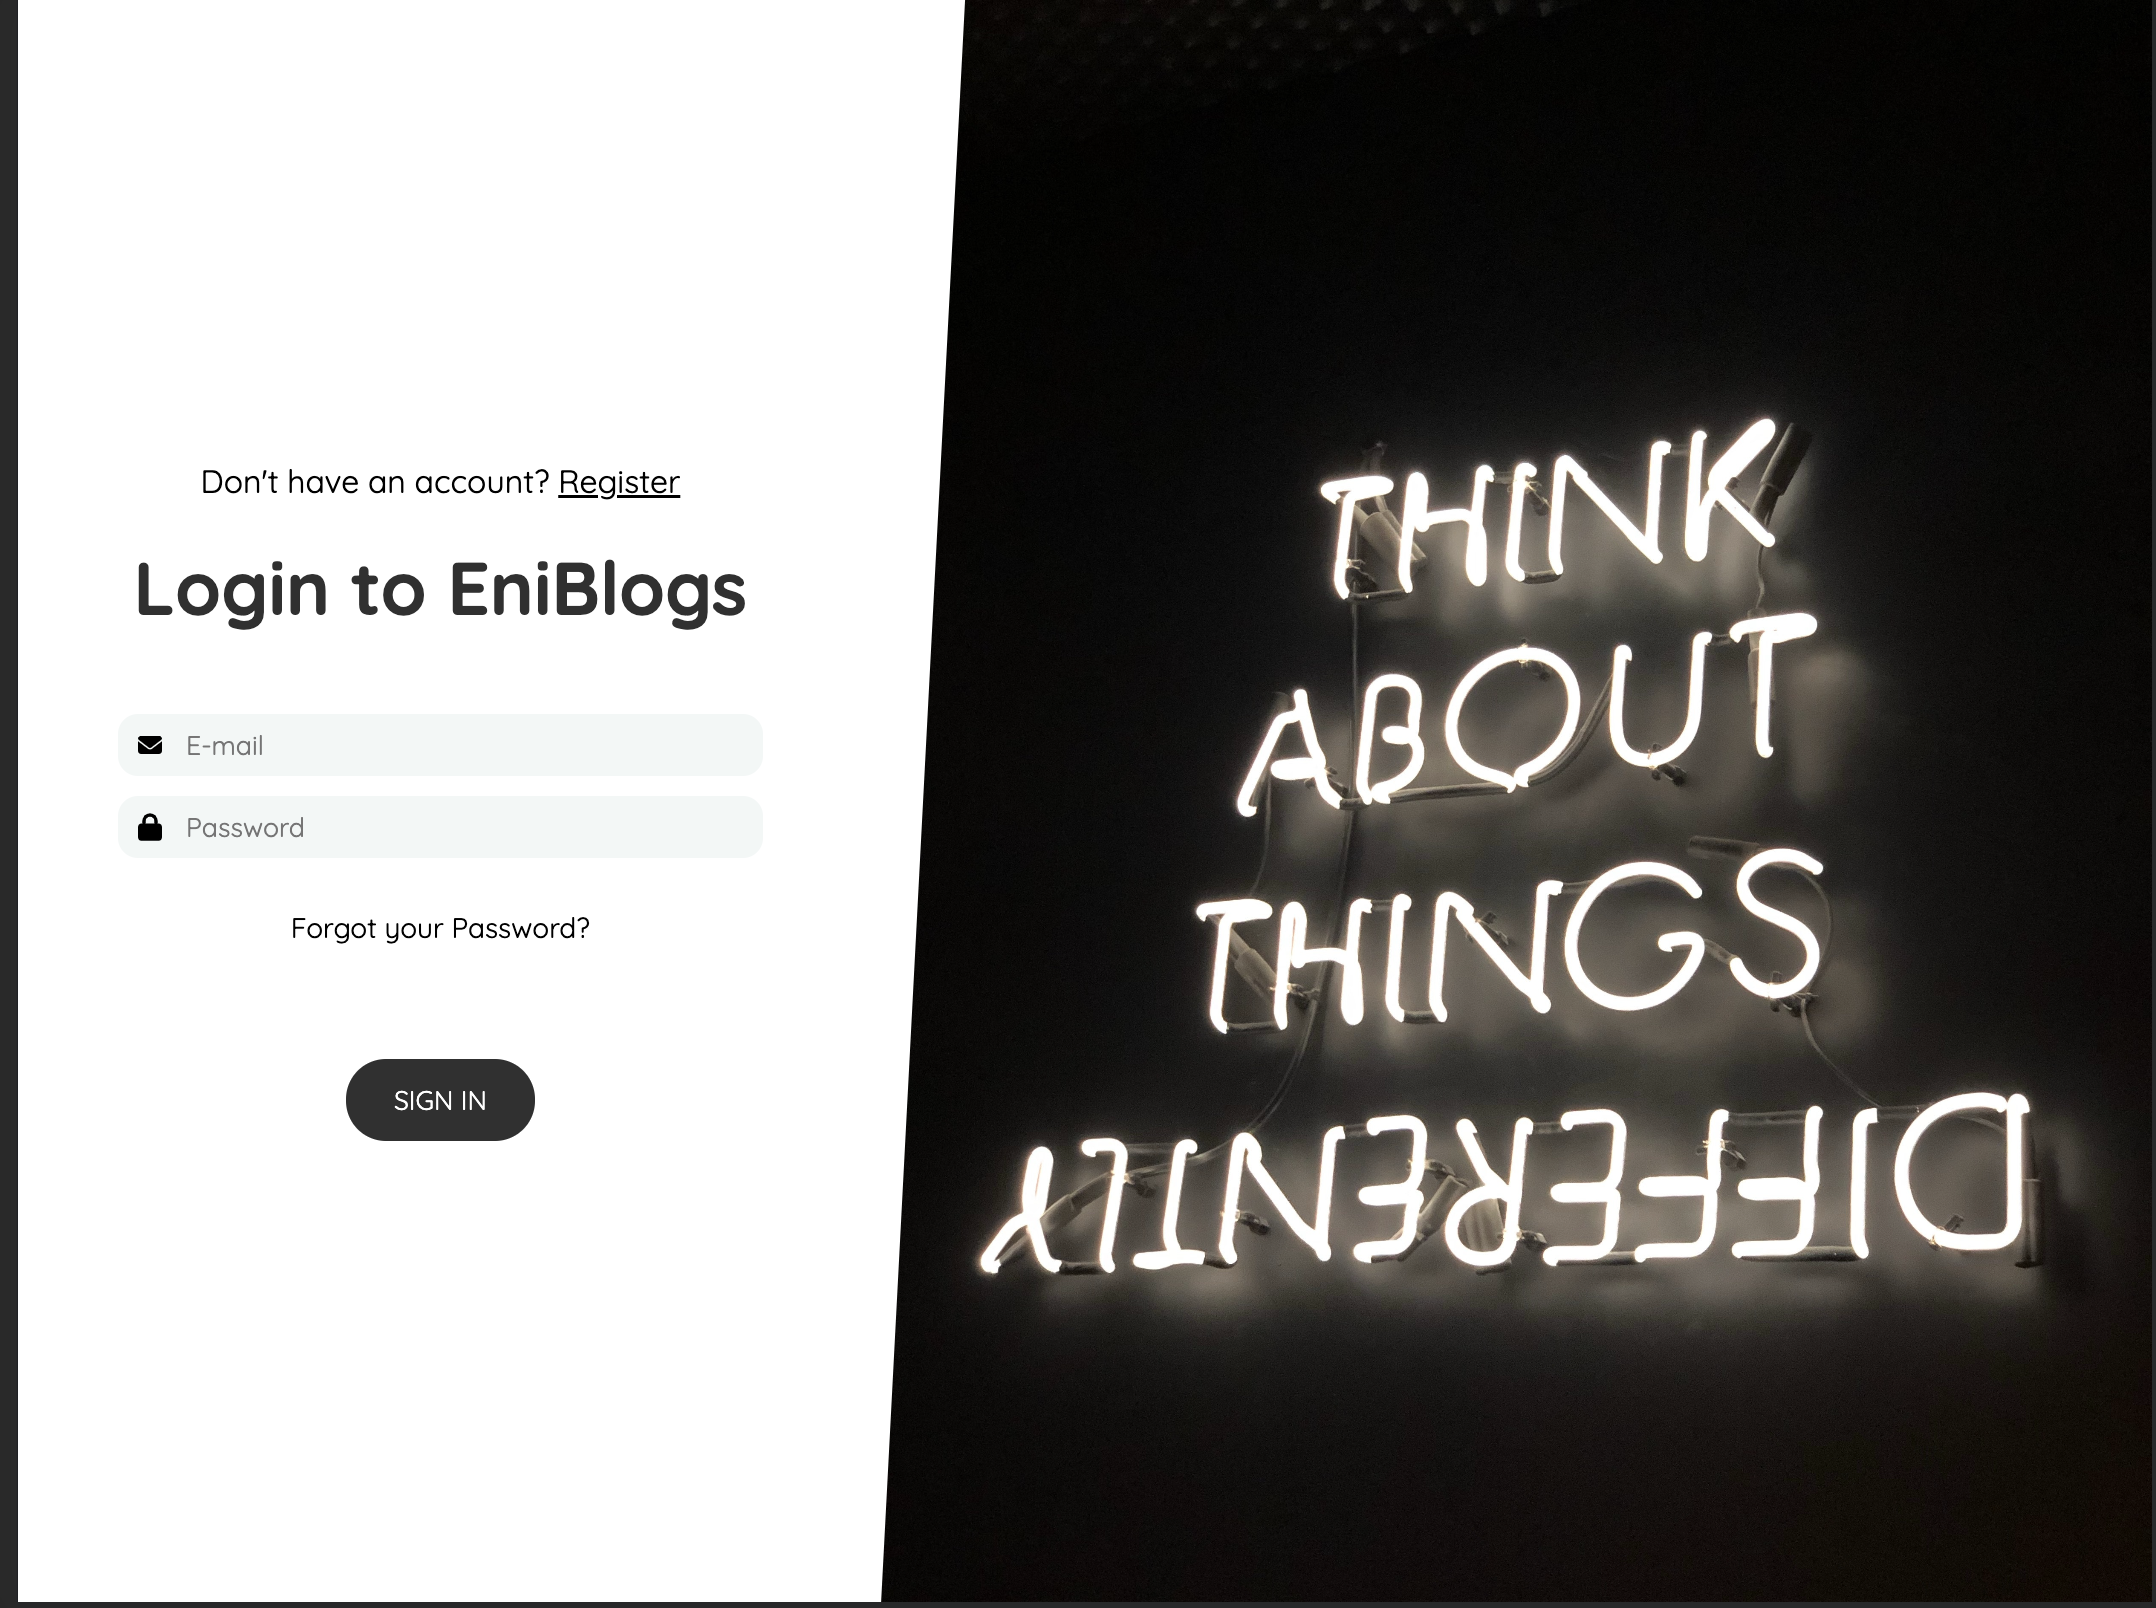 Don't have an account? Register
Login to EniBlogs
E-mail
Password
Forgot your Password?
SIGN IN
THINK
ABOUT
THINGS
DIFFERENTLY